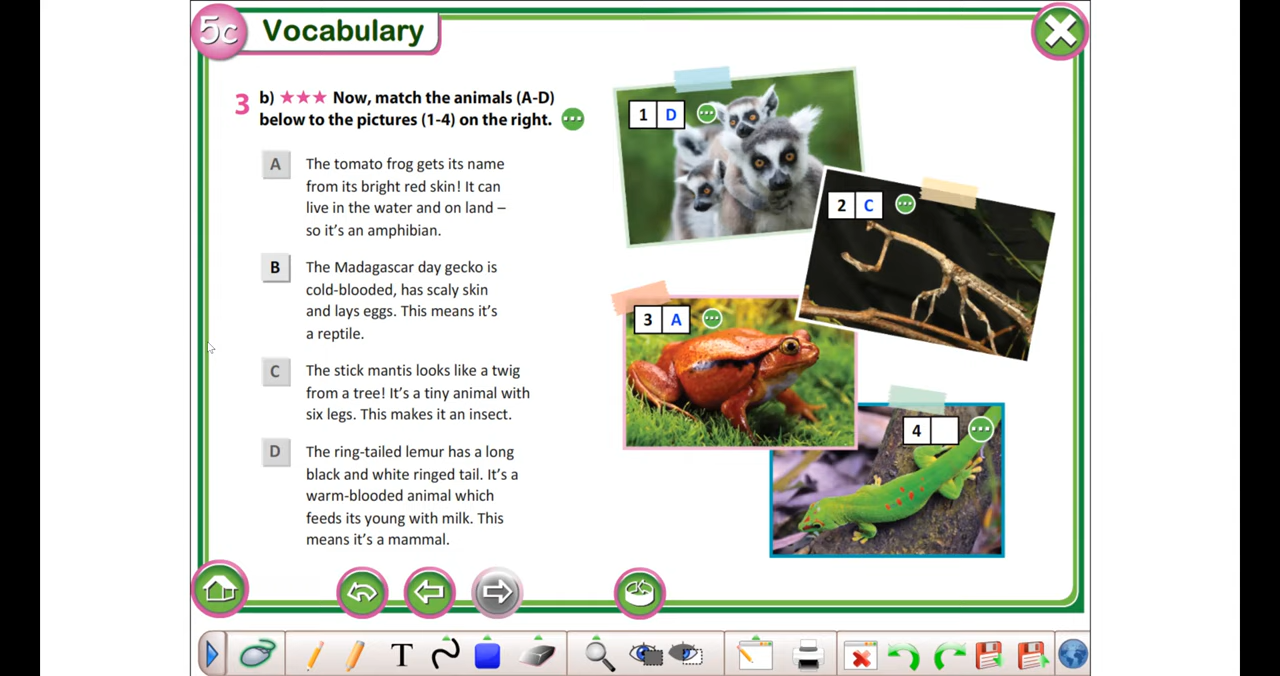 5c Vocabulary
3 b) ★★★ Now, match the animals (A-D)
below to the pictures (1-4) on the right.
A The tomato frog gets its name
from its bright red skin! It can
live in the water and on land –
so it's an amphibian.
B The Madagascar day gecko is
cold-blooded, has scaly skin
and lays eggs. This means it's
a reptile.
C The stick mantis looks like a twig
from a tree! It's a tiny animal with
six legs. This makes it an insect.
D The ring-tailed lemur has a long
black and white ringed tail. It's a
warm-blooded animal which
feeds its young with milk. This
means it's a mammal.
1 D
2 C
3 A
4
T